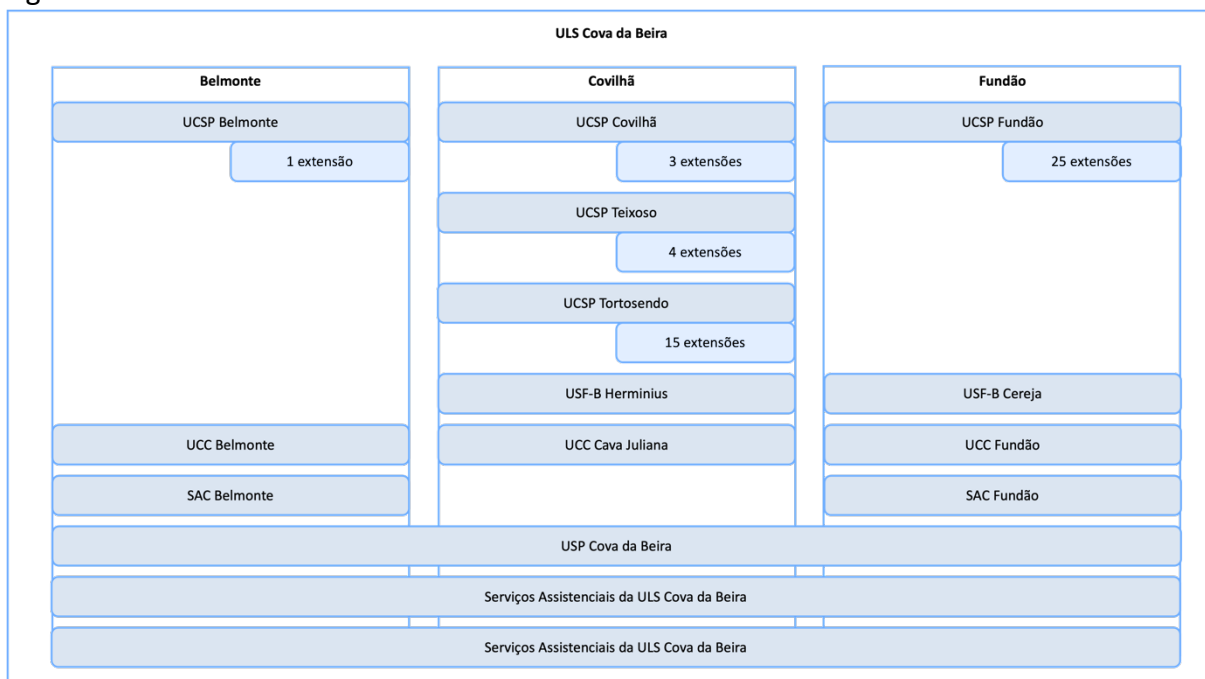 ULS Cova da Beira
Belmonte
Covilhã
Fundão
UCSP Belmonte
UCSP Covilhã
UCSP Fundão
1 extensão
3 extensões
25 extensões
UCSP Teixoso
4 extensões
UCSP Tortosendo
15 extensões
USF-B Herminius
USF-B Cereja
UCC Belmonte
UCC Cava Juliana
UCC Fundão
SAC Belmonte
SAC Fundão
USP Cova da Beira
Serviços Assistenciais da ULS Cova da Beira
Serviços Assistenciais da ULS Cova da Beira